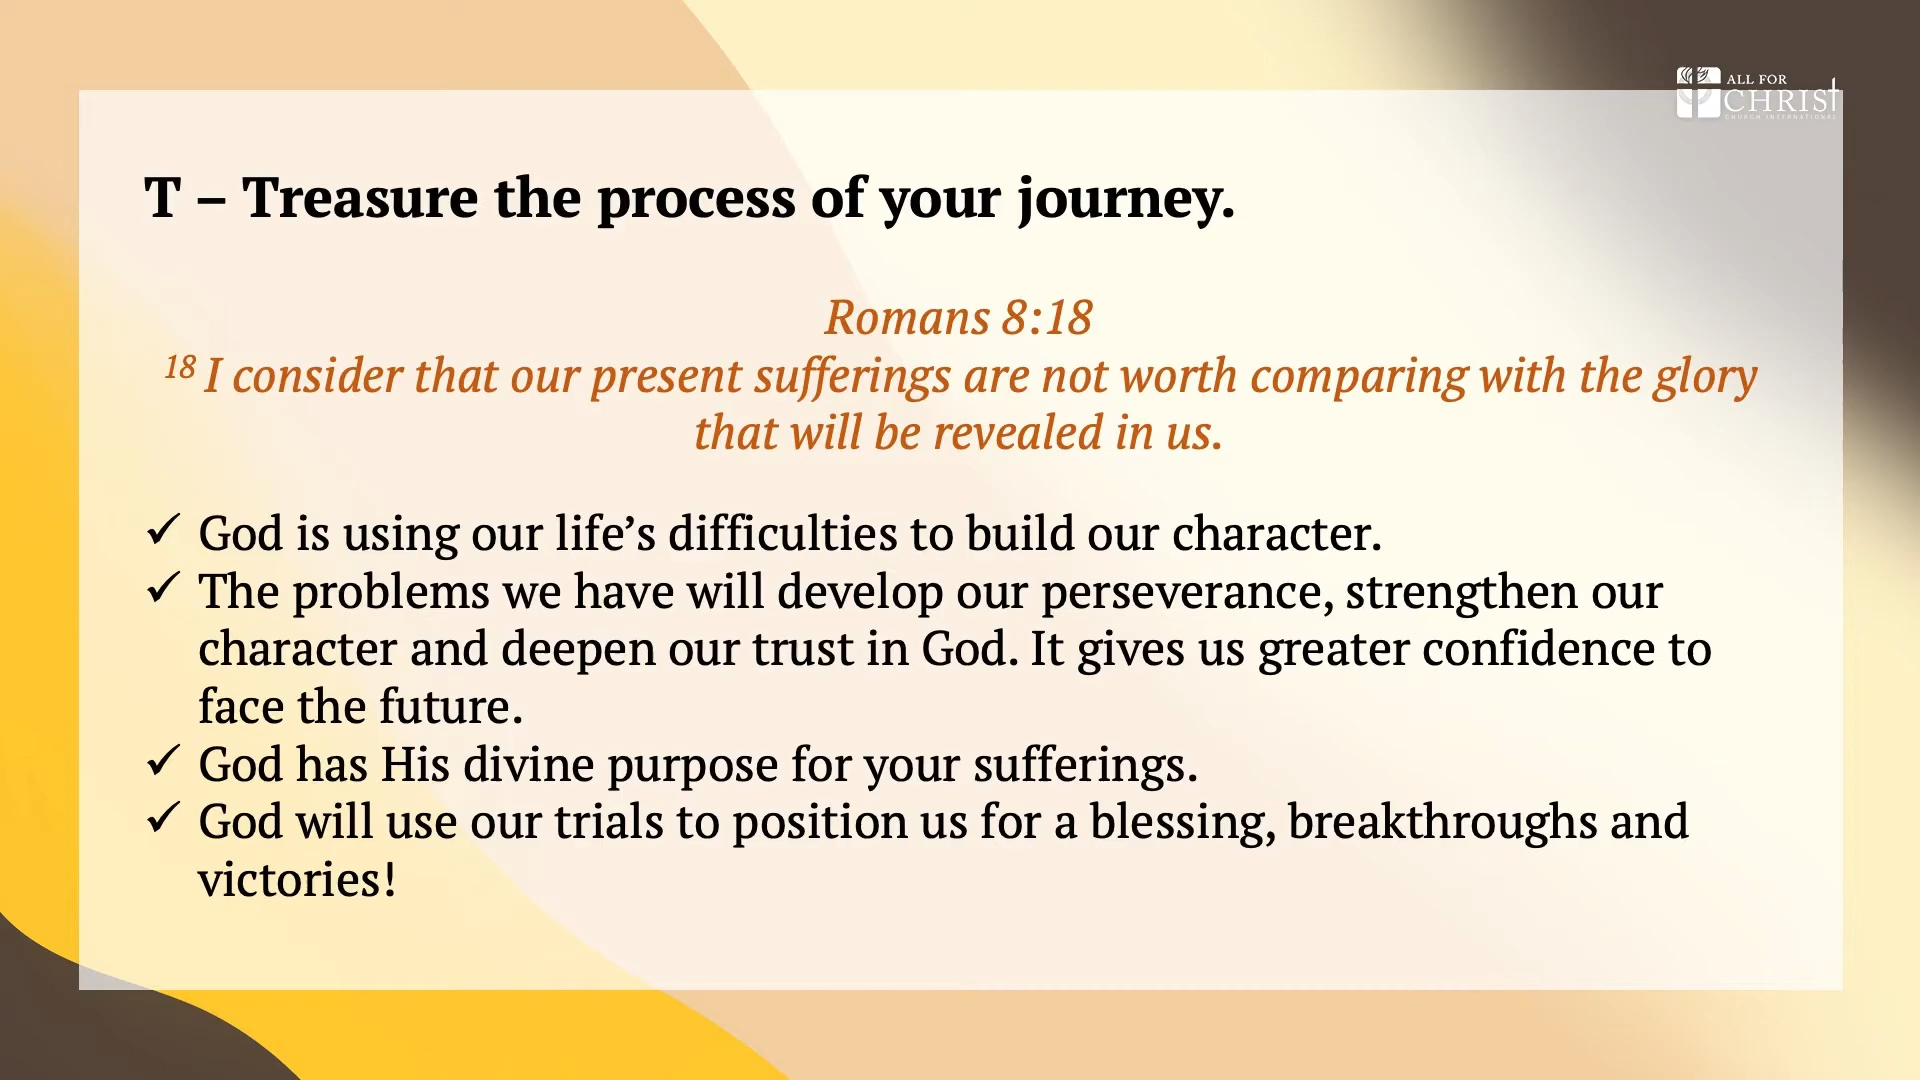 ALL FOR
CHRIST
CHURCH INTERNATIONAL
T – Treasure the process of your journey.
Romans 8:18
18 I consider that our present sufferings are not worth comparing with the glory
that will be revealed in us.
✓ God is using our life’s difficulties to build our character.
✓ The problems we have will develop our perseverance, strengthen our
character and deepen our trust in God. It gives us greater confidence to
face the future.
✓ God has His divine purpose for your sufferings.
✓ God will use our trials to position us for a blessing, breakthroughs and
victories!